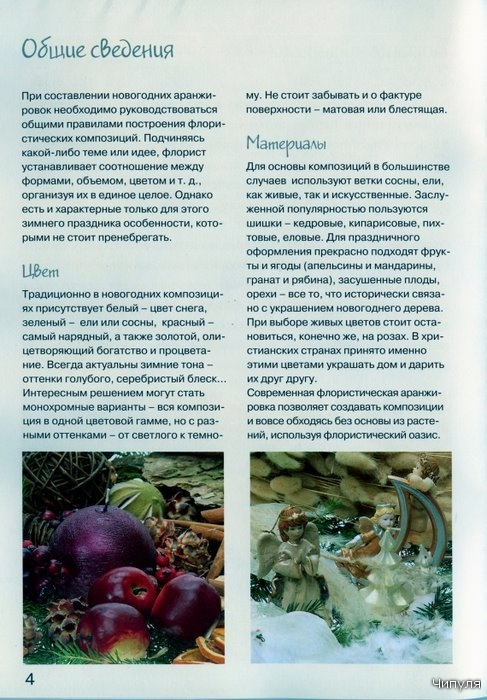 Общие сведения
При составлении новогодних аранжи-
ровок необходимо руководствоваться
общими правилами построения флори-
стических композиций. Подчиняясь
какой-либо теме или идее, флорист
устанавливает соотношение между
формами, объемом, цветом и т. д.,
организуя их в единое целое. Однако
есть и характерные только для этого
зимнего праздника особенности, кото-
рыми не стоит пренебрегать.
Цвет
Традиционно в новогодних композици-
ях присутствует белый – цвет снега,
зеленый – ели или сосны, красный –
самый нарядный, а также золотой, оли-
цетворяющий богатство и процвета-
ние. Всегда актуальны зимние тона –
оттенки голубого, серебристый блеск...
Интересным решением могут стать
монохромные варианты – вся компози-
ция в одной цветовой гамме, но с раз-
ными оттенками – от светлого к темно-
му. Не стоит забывать и о фактуре
поверхности – матовая или блестящая.
Материалы
Для основы композиций в большинстве
случаев используют ветки сосны, ели,
как живые, так и искусственные. Заслу-
женной популярностью пользуются
шишки – кедровые, кипарисовые, пих-
товые, еловые. Для праздничного
оформления прекрасно подходят фрук-
ты и ягоды (апельсины и мандарины,
гранат и рябина), засушенные плоды,
орехи – все то, что исторически связа-
но с украшением новогоднего дерева.
При выборе живых цветов стоит оста-
новиться, конечно же, на розах. В хри-
стианских странах принято именно
этими цветами украшать дом и дарить
их друг другу.
Современная флористическая аранжи-
ровка позволяет создавать композиции
и вовсе обходясь без основы из расте-
ний, используя флористический оазис.
4
Чипуля